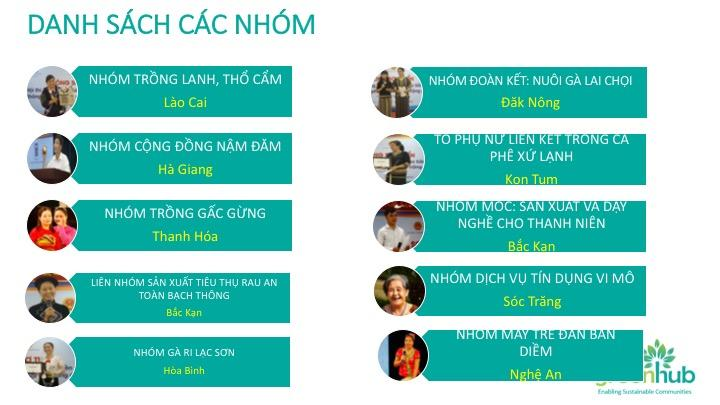 DANH SÁCH CÁC NHÓM
NHÓM TRỒNG LANH, THỔ CẨM
Lào Cai
NHÓM CỘNG ĐỒNG NẬM ĐĂM
Hà Giang
NHÓM TRỒNG GẤC GỪNG
Thanh Hóa
LIÊN NHÓM SẢN XUẤT TIÊU THỤ RAU AN
TOÀN BẠCH THÔNG
Bắc Kạn
NHÓM GÀ RI LẠC SƠN
Hòa Bình
NHÓM ĐOÀN KẾT: NUÔI GÀ LAI CHỌI
Đăk Nông
TỔ PHỤ NỮ LIÊN KẾT TRỒNG CÀ
PHÊ XỨ LẠNH
Kon Tum
NHÓM MỘC: SẢN XUẤT VÀ DẠY
NGHỀ CHO THANH NIÊN
Bắc Kan
NHÓM DỊCH VỤ TÍN DỤNG VI MÔ
Sóc Trăng
NHÓM MÂY TRE ĐAN BAN
DIỀM
Nghệ An
greenhub
Enabling Sustainable Communities